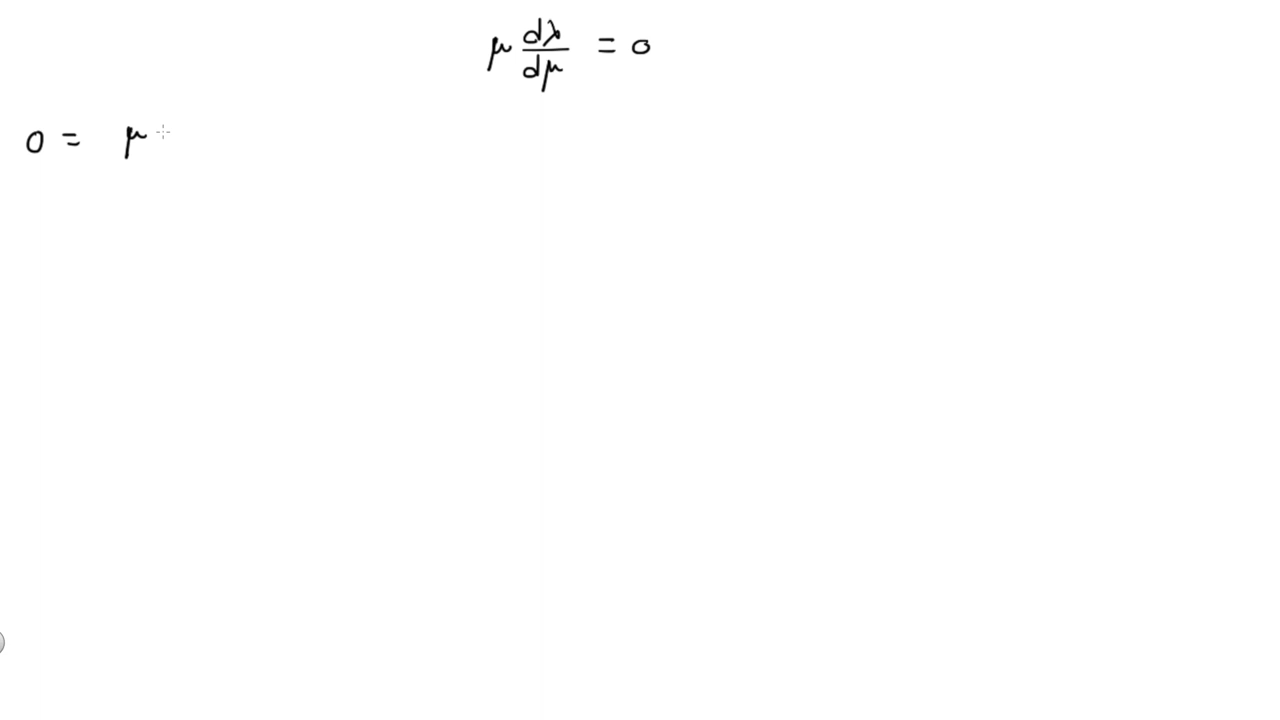 μ dλ/dμ = 0
0 = μ